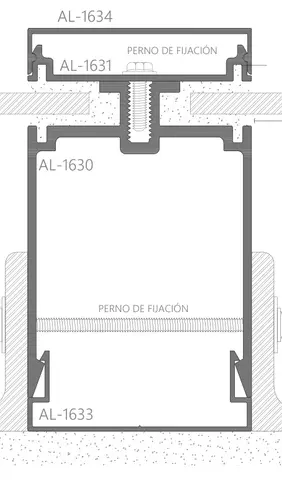 AL-1634
PERNO DE FIJACIÓN
AL-1631
AL-1630
PERNO DE FIJACIÓN
AL-1633